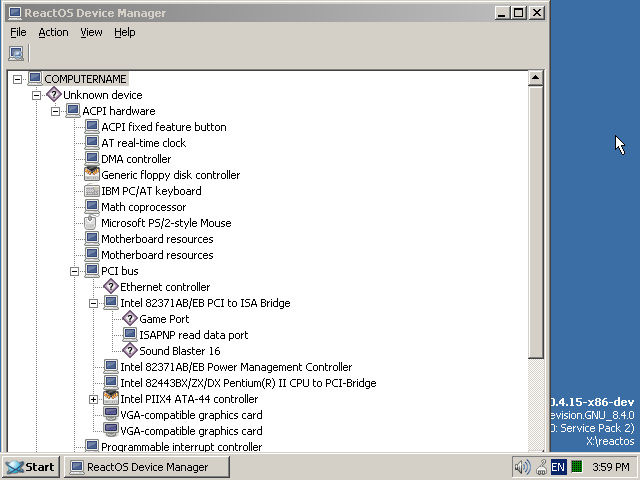 ReactOS Device Manager
File Action View Help
COMPUTERNAME
Unknown device
ACPI hardware
ACPI fixed feature button
AT real-time clock
DMA controller
Generic floppy disk controller
IBM PC/AT keyboard
Math coprocessor
Microsoft PS/2-style Mouse
Motherboard resources
Motherboard resources
PCI bus
Ethernet controller
Intel 82371AB/EB PCI to ISA Bridge
Game Port
ISAPNP read data port
Sound Blaster 16
Intel 82371AB/EB Power Management Controller
Intel 82443BX/ZX/DX Pentium(R) II CPU to PCI-Bridge
Intel PIIX4 ATA-44 controller
VGA-compatible graphics card
VGA-compatible graphics card
Programmable interrupt controller
0.4.15-x86-dev
evision.GNU_8.4.0
0: Service Pack 2)
X:\reactos
Start ReactOS Device Manager EN 3:59 PM